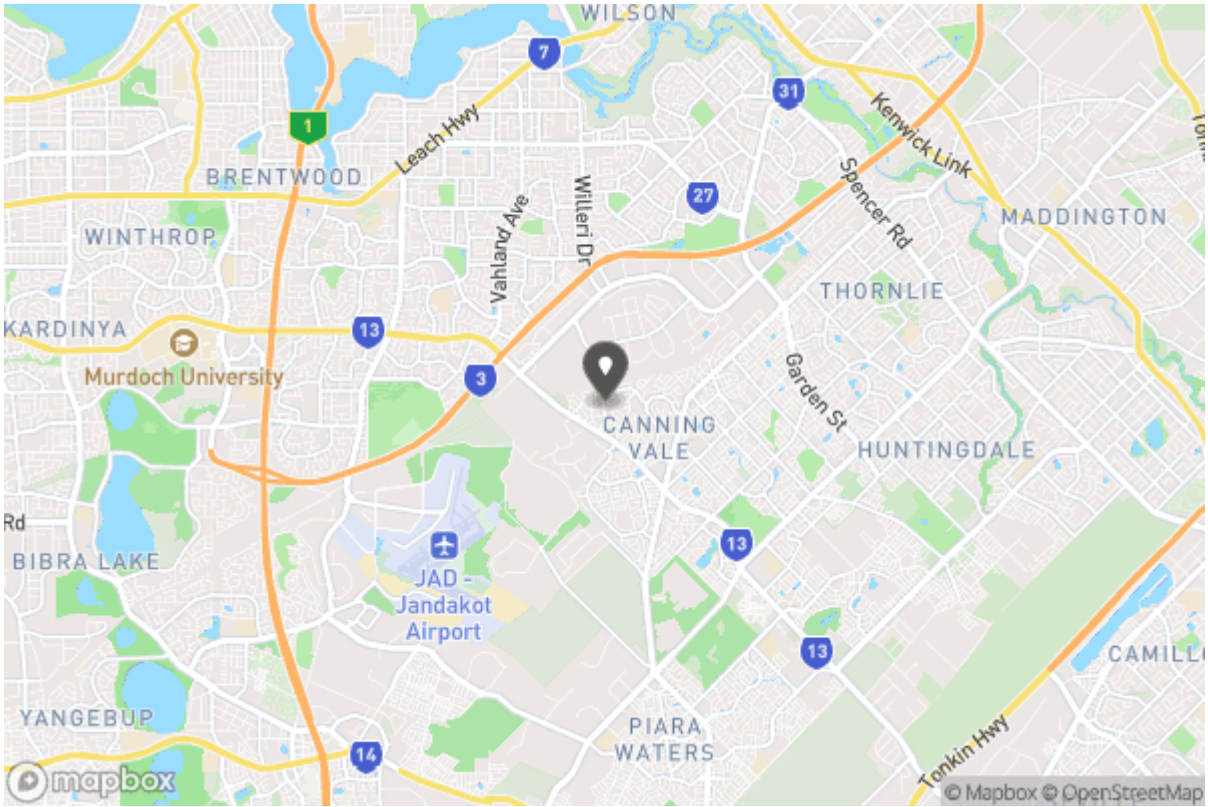 WILSON
7
31
1
Leach Hwy
Kenwick Link
BRENTWOOD
Willeri Dr
27
Spencer Rd
Vahland Ave
MADDINGTON
WINTHROP
THORNLIE
KARDINYA
13
Murdoch University
3
Garden St
CANNING
VALE
HUNTINGDALE
Rd
13
BIBRA LAKE
JAD -
Jandakot
Airport
13
CAMILLO
YANGEBUP
PIARA
WATERS
14
Tonkin Hwy
mapbox
© Mapbox © OpenStreetMap